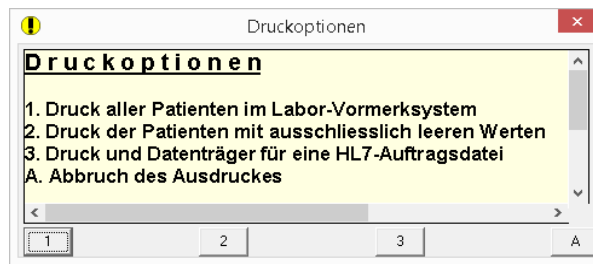 Druckoptionen
Druckoptionen
1. Druck aller Patienten im Labor-Vormerksystem
2. Druck der Patienten mit ausschliesslich leeren Werten
3. Druck und Datenträger für eine HL7-Auftragsdatei
A. Abbruch des Ausdruckes
1 2 3 A